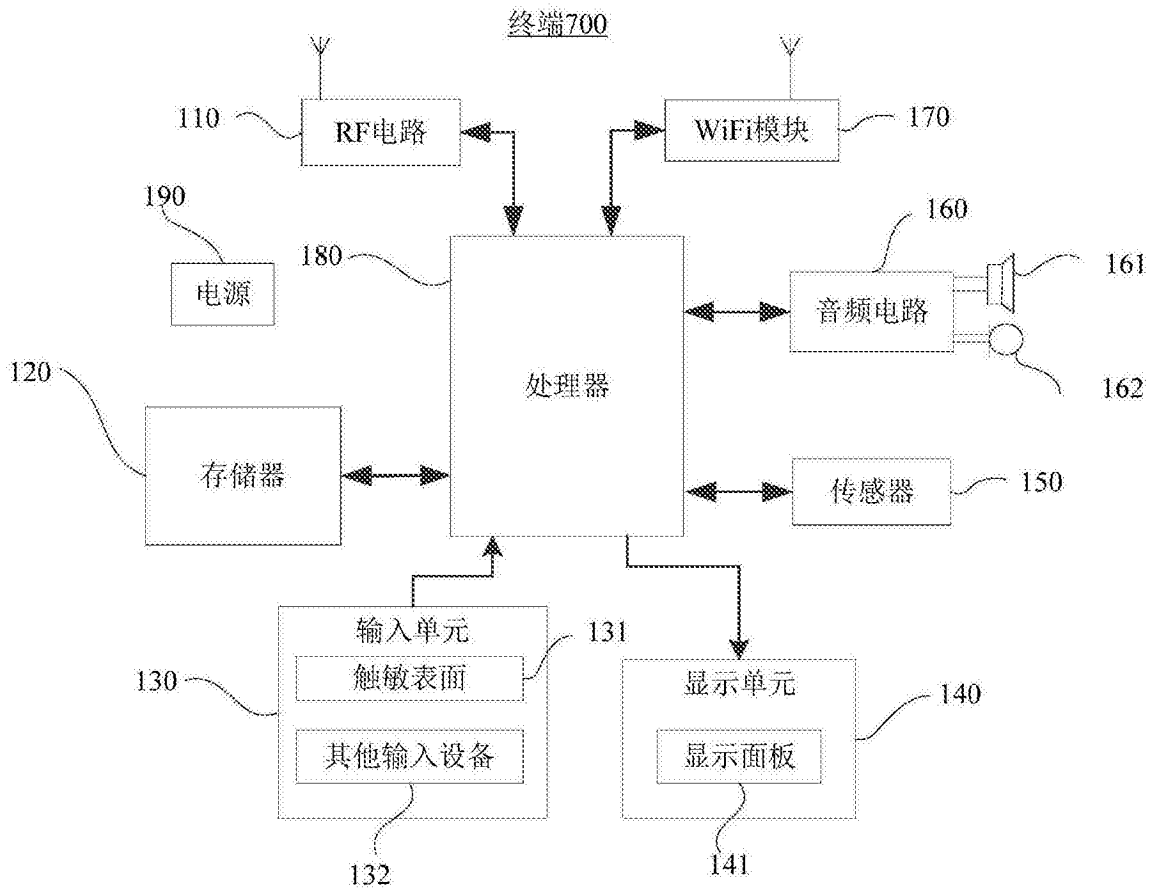 终端700
110
RF电路
WiFi模块
170
190
电源
180
160
161
音频电路
162
120
存储器
处理器
传感器
150
输入单元
131
触敏表面
130
其他输入设备
132
显示单元
140
显示面板
141